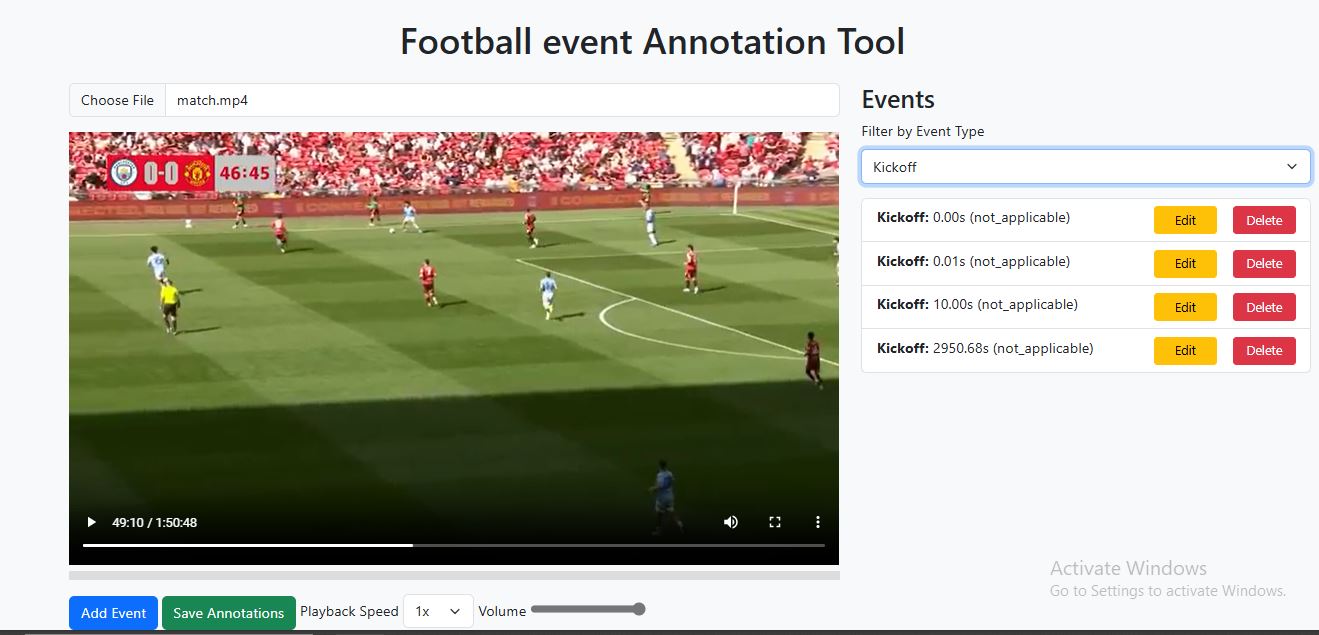 Football event Annotation Tool
Choose File match.mp4
0-0 46:45
49:10 / 1:50:48
Add Event Save Annotations Playback Speed 1x Volume
Events
Filter by Event Type
Kickoff
Kickoff: 0.00s (not_applicable) Edit Delete
Kickoff: 0.01s (not_applicable) Edit Delete
Kickoff: 10.00s (not_applicable) Edit Delete
Kickoff: 2950.68s (not_applicable) Edit Delete
Activate Windows
Go to Settings to activate Windows.